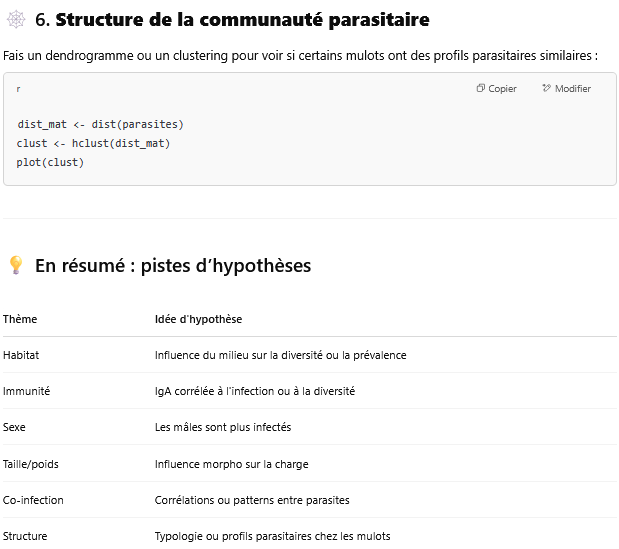 6. Structure de la communauté parasitaire
Fais un dendrogramme ou un clustering pour voir si certains mulots ont des profils parasitaires similaires :
r
Copier
Modifier
dist_mat <- dist(parasites)
clust <- hclust(dist_mat)
plot(clust)
En résumé : pistes d'hypothèses
Thème Idée d'hypothèse
Habitat Influence du milieu sur la diversité ou la prévalence
Immunité IgA corrélée à l'infection ou à la diversité
Sexe Les mâles sont plus infectés
Taille/poids Influence morpho sur la charge
Co-infection Corrélations ou patterns entre parasites
Structure Typologie ou profils parasitaires chez les mulots